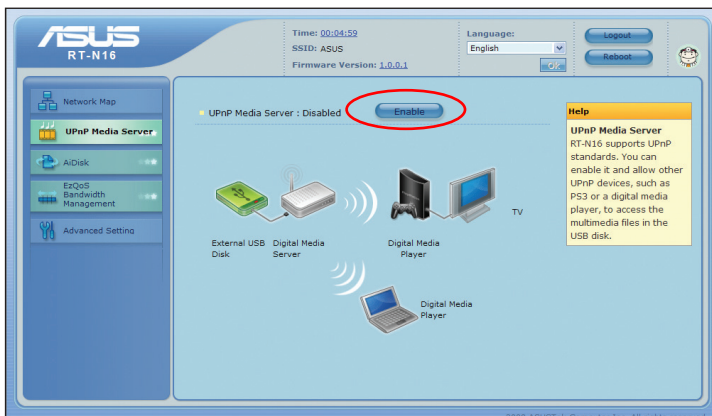 ASUS
RT-N16
Time: 00:04:59
SSID: ASUS
Firmware Version: 1.0.0.1
Language:
English
Logout
Reboot
Network Map
UPnP Media Server
AiDisk
EzQoS
Bandwidth
Management
Advanced Setting
UPnP Media Server : Disabled
Enable
External USB
Disk
Digital Media
Server
Digital Media
Player
TV
Digital Media
Player
Help
UPnP Media Server
RT-N16 supports UPnP
standards. You can
enable it and allow other
UPnP devices, such as
PS3 or a digital media
player, to access the
multimedia files in the
USB disk.